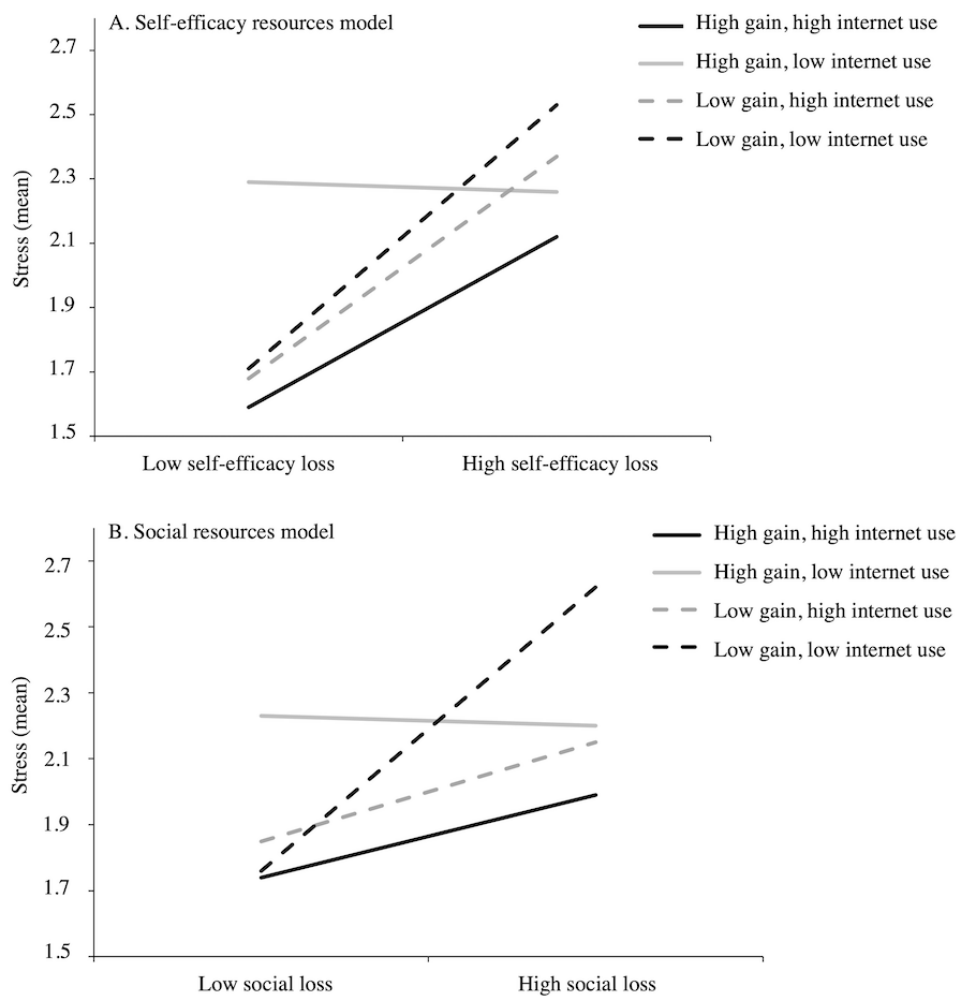 A. Self-efficacy resources model
High gain, high internet use
High gain, low internet use
Low gain, high internet use
Low gain, low internet use
2.7
2.5
2.3
2.1
1.9
1.7
1.5
Stress (mean)
Low self-efficacy loss
High self-efficacy loss
B. Social resources model
High gain, high internet use
High gain, low internet use
Low gain, high internet use
Low gain, low internet use
2.7
2.5
2.3
2.1
1.9
1.7
1.5
Stress (mean)
Low social loss
High social loss